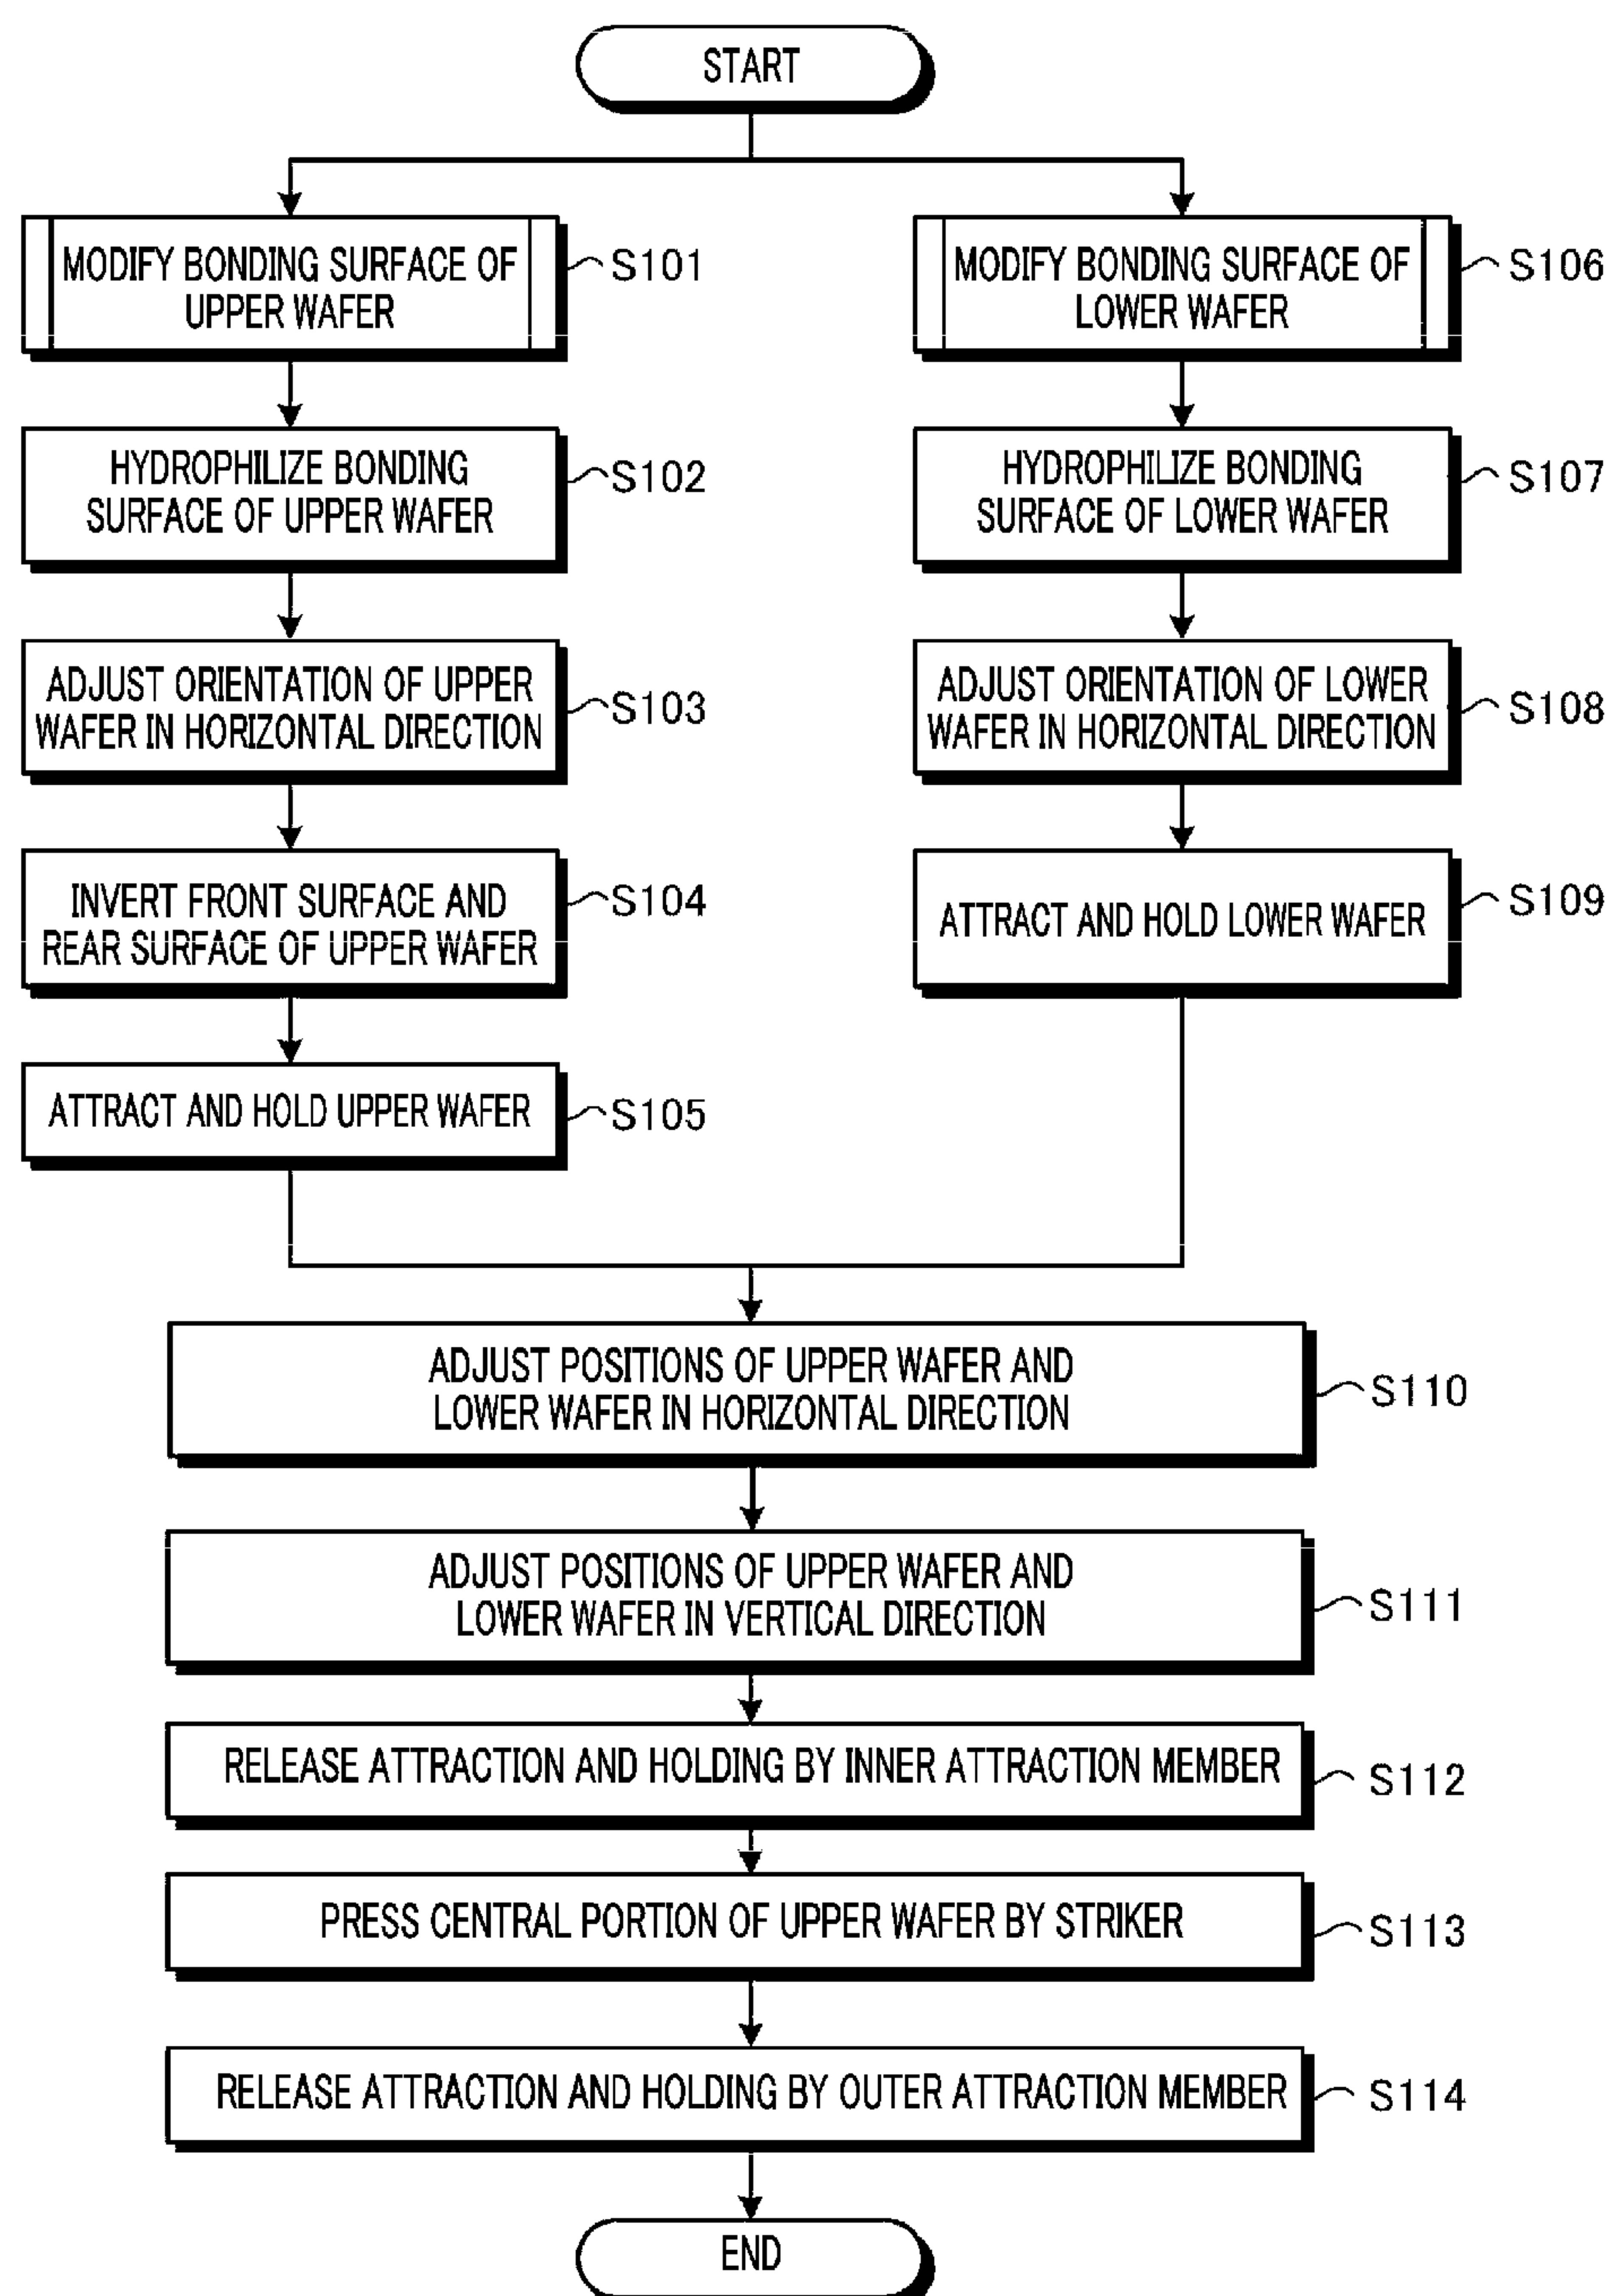 START
MODIFY BONDING SURFACE OF
UPPER WAFER
S101
HYDROPHILIZE BONDING
SURFACE OF UPPER WAFER
S102
ADJUST ORIENTATION OF UPPER
WAFER IN HORIZONTAL DIRECTION
S103
INVERT FRONT SURFACE AND
REAR SURFACE OF UPPER WAFER
S104
ATTRACT AND HOLD UPPER WAFER
S105
MODIFY BONDING SURFACE OF
LOWER WAFER
S106
HYDROPHILIZE BONDING
SURFACE OF LOWER WAFER
S107
ADJUST ORIENTATION OF LOWER
WAFER IN HORIZONTAL DIRECTION
S108
ATTRACT AND HOLD LOWER WAFER
S109
ADJUST POSITIONS OF UPPER WAFER AND
LOWER WAFER IN HORIZONTAL DIRECTION
S110
ADJUST POSITIONS OF UPPER WAFER AND
LOWER WAFER IN VERTICAL DIRECTION
S111
RELEASE ATTRACTION AND HOLDING BY INNER ATTRACTION MEMBER
S112
PRESS CENTRAL PORTION OF UPPER WAFER BY STRIKER
S113
RELEASE ATTRACTION AND HOLDING BY OUTER ATTRACTION MEMBER
S114
END